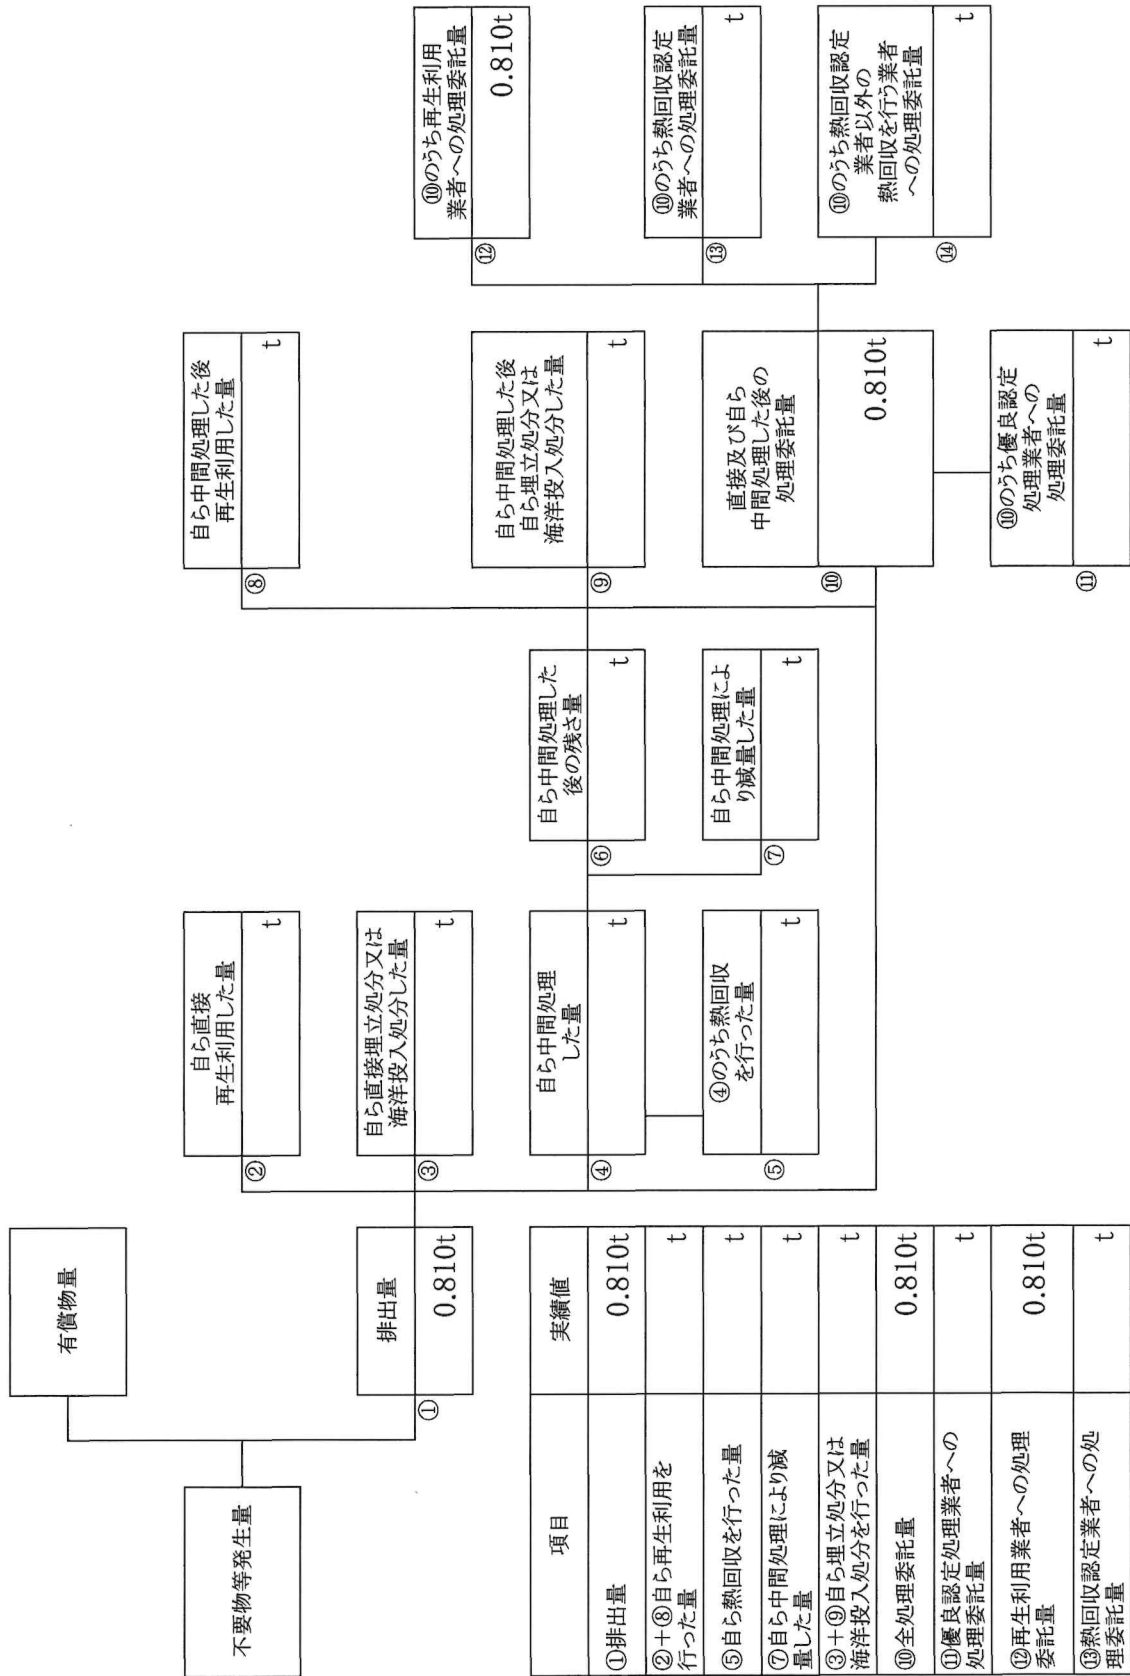 不要物等発生量
有償物量
①
排出量
0.810t
②
自ら直接
再生利用した量
t
③
自ら直接埋立処分又は
海洋投入処分した量
t
④
自ら中間処理
した量
t
⑤
④のうち熱回収
を行った量
t
⑥
自ら中間処理した
後の残さ量
t
⑦
自ら中間処理によ
り減量した量
t
⑧
自ら中間処理した後
再生利用した量
t
⑨
自ら中間処理した後
自ら埋立処分又は
海洋投入処分した量
t
⑩
直接及び自ら
中間処理した後の
処理委託量
0.810t
⑪
⑩のうち優良認定
処理業者への
処理委託量
t
⑫
⑩のうち再生利用
業者への処理委託量
0.810t
⑬
⑩のうち熱回収認定
業者への処理委託量
t
⑭
⑩のうち熱回収認定
業者以外の
熱回収を行う業者
への処理委託量
t
項目 実績値
①排出量 0.810t
②+⑧自ら再生利用を
行った量 t
⑤自ら熱回収を行った量 t
⑦自ら中間処理により減
量した量 t
③+⑨自ら埋立処分又は
海洋投入処分を行った量 t
⑩全処理委託量 0.810t
⑪優良認定処理業者への
処理委託量 t
⑫再生利用業者への処理
委託量 0.810t
⑬熱回収認定業者への処
理委託量 t